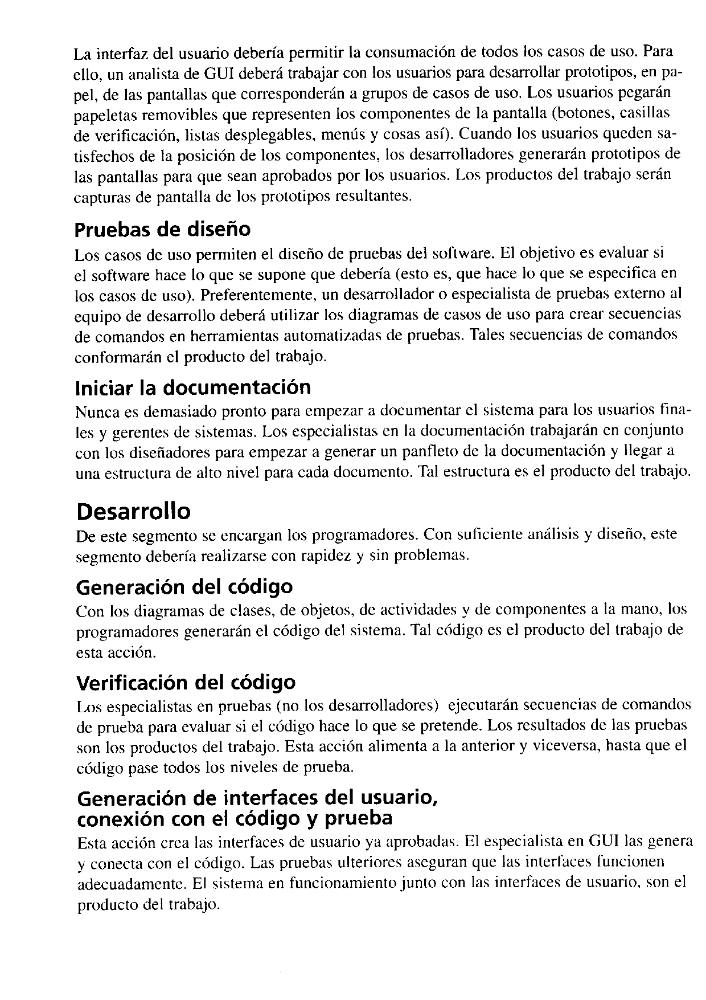 La interfaz del usuario debería permitir la consumación de todos los casos de uso. Para
ello, un analista de GUI deberá trabajar con los usuarios para desarrollar prototipos, en pa-
pel, de las pantallas que corresponderán a grupos de casos de uso. Los usuarios pegarán
papeletas removibles que representen los componentes de la pantalla (botones, casillas
de verificación, listas desplegables, menús y cosas así). Cuando los usuarios queden sa-
tisfechos de la posición de los componentes, los desarrolladores generarán prototipos de
las pantallas para que sean aprobados por los usuarios. Los productos del trabajo serán
capturas de pantalla de los prototipos resultantes.
Pruebas de diseño
Los casos de uso permiten el diseño de pruebas del software. El objetivo es evaluar si
el software hace lo que se supone que debería (esto es, que hace lo que se especifica en
los casos de uso). Preferentemente, un desarrollador o especialista de pruebas externo al
equipo de desarrollo deberá utilizar los diagramas de casos de uso para crear secuencias
de comandos en herramientas automatizadas de pruebas. Tales secuencias de comandos
conformarán el producto del trabajo.
Iniciar la documentación
Nunca es demasiado pronto para empezar a documentar el sistema para los usuarios fina-
les y gerentes de sistemas. Los especialistas en la documentación trabajarán en conjunto
con los diseñadores para empezar a generar un panfleto de la documentación y llegar a
una estructura de alto nivel para cada documento. Tal estructura es el producto del trabajo.
Desarrollo
De este segmento se encargan los programadores. Con suficiente análisis y diseño, este
segmento debería realizarse con rapidez y sin problemas.
Generación del código
Con los diagramas de clases, de objetos, de actividades y de componentes a la mano, los
programadores generarán el código del sistema. Tal código es el producto del trabajo de
esta acción.
Verificación del código
Los especialistas en pruebas (no los desarrolladores) ejecutarán secuencias de comandos
de prueba para evaluar si el código hace lo que se pretende. Los resultados de las pruebas
son los productos del trabajo. Esta acción alimenta a la anterior y viceversa, hasta que el
código pase todos los niveles de prueba.
Generación de interfaces del usuario,
conexión con el código y prueba
Esta acción crea las interfaces de usuario ya aprobadas. El especialista en GUI las genera
y conecta con el código. Las pruebas ulteriores aseguran que las interfaces funcionen
adecuadamente. El sistema en funcionamiento junto con las interfaces de usuario, son el
producto del trabajo.